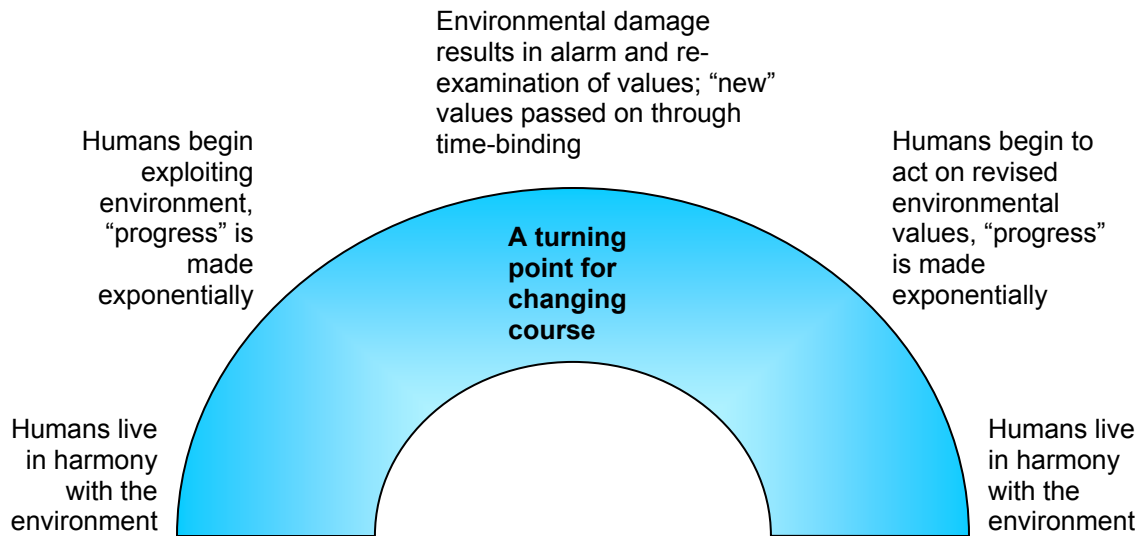 Humans live
in harmony
with the
environment
Humans begin
exploiting
environment,
“progress” is
made
exponentially
Environmental damage
results in alarm and re-
examination of values; “new”
values passed on through
time-binding
A turning
point for
changing
course
Humans begin to
act on revised
environmental
values, “progress”
is made
exponentially
Humans live
in harmony
with the
environment